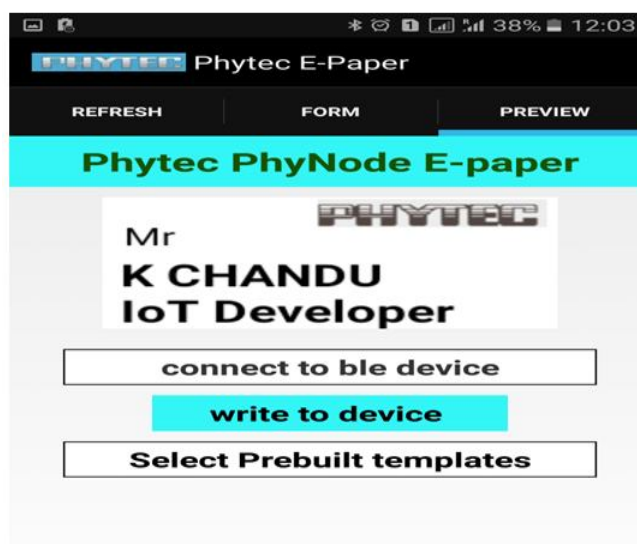 1 38% 12:03
PHYTEC Phytec E-Paper
REFRESH FORM PREVIEW
Phytec PhyNode E-paper
PHYTEC
Mr
K CHANDU
IoT Developer
connect to ble device
write to device
Select Prebuilt templates